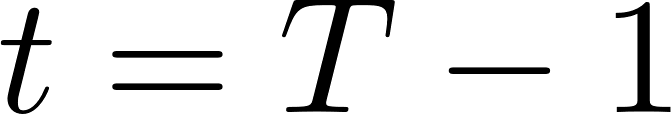 t = T − 1